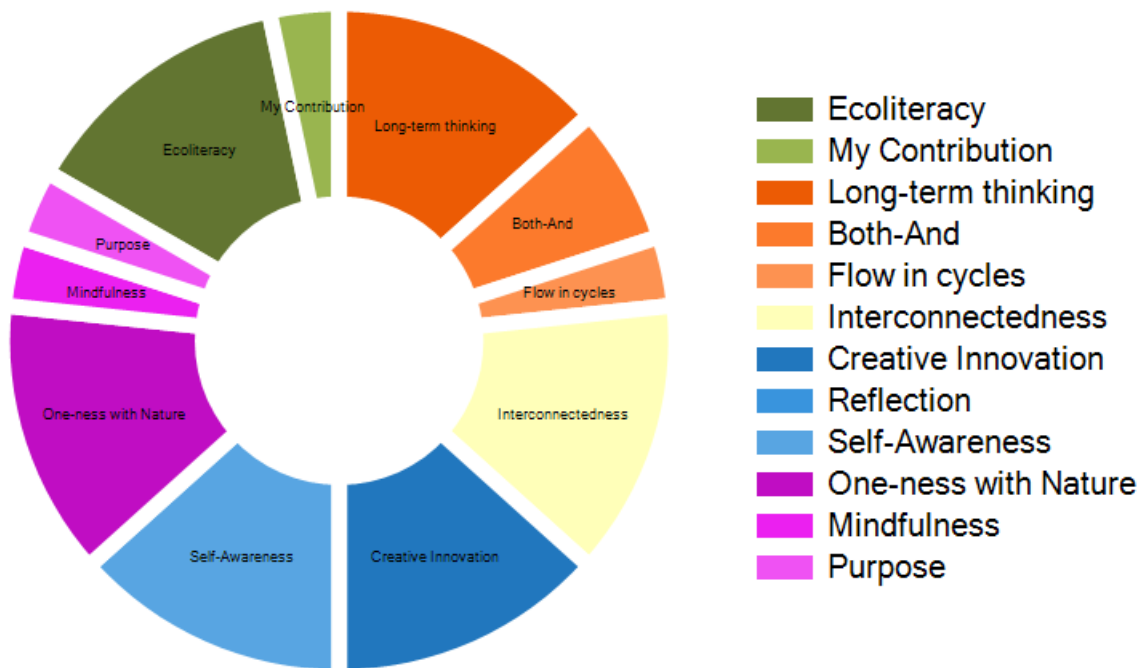 My Contribution
Long-term thinking
Ecoliteracy
Both-And
Purpose
Mindfulness
Flow in cycles
One-ness with Nature
Interconnectedness
Self-Awareness
Creative Innovation
Ecoliteracy
My Contribution
Long-term thinking
Both-And
Flow in cycles
Interconnectedness
Creative Innovation
Reflection
Self-Awareness
One-ness with Nature
Mindfulness
Purpose